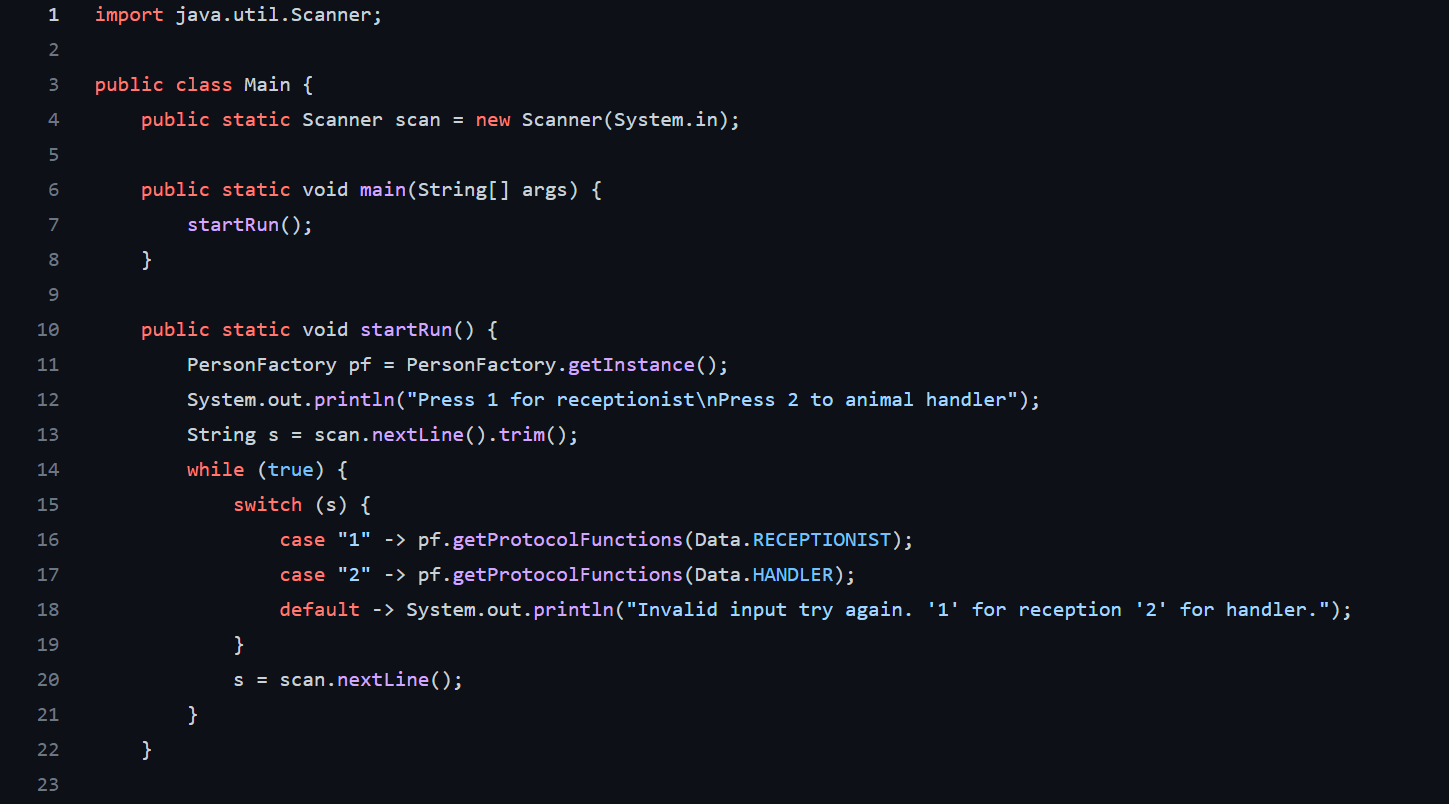 1 import java.util.Scanner;
2
3 public class Main {
4     public static Scanner scan = new Scanner(System.in);
5
6     public static void main(String[] args) {
7         startRun();
8     }
9
10     public static void startRun() {
11         PersonFactory pf = PersonFactory.getInstance();
12         System.out.println("Press 1 for receptionist\nPress 2 to animal handler");
13         String s = scan.nextLine().trim();
14         while (true) {
15             switch (s) {
16                 case "1" -> pf.getProtocolFunctions(Data.RECEPTIONIST);
17                 case "2" -> pf.getProtocolFunctions(Data.HANDLER);
18                 default -> System.out.println("Invalid input try again. '1' for reception '2' for handler.");
19             }
20             s = scan.nextLine();
21         }
22     }
23